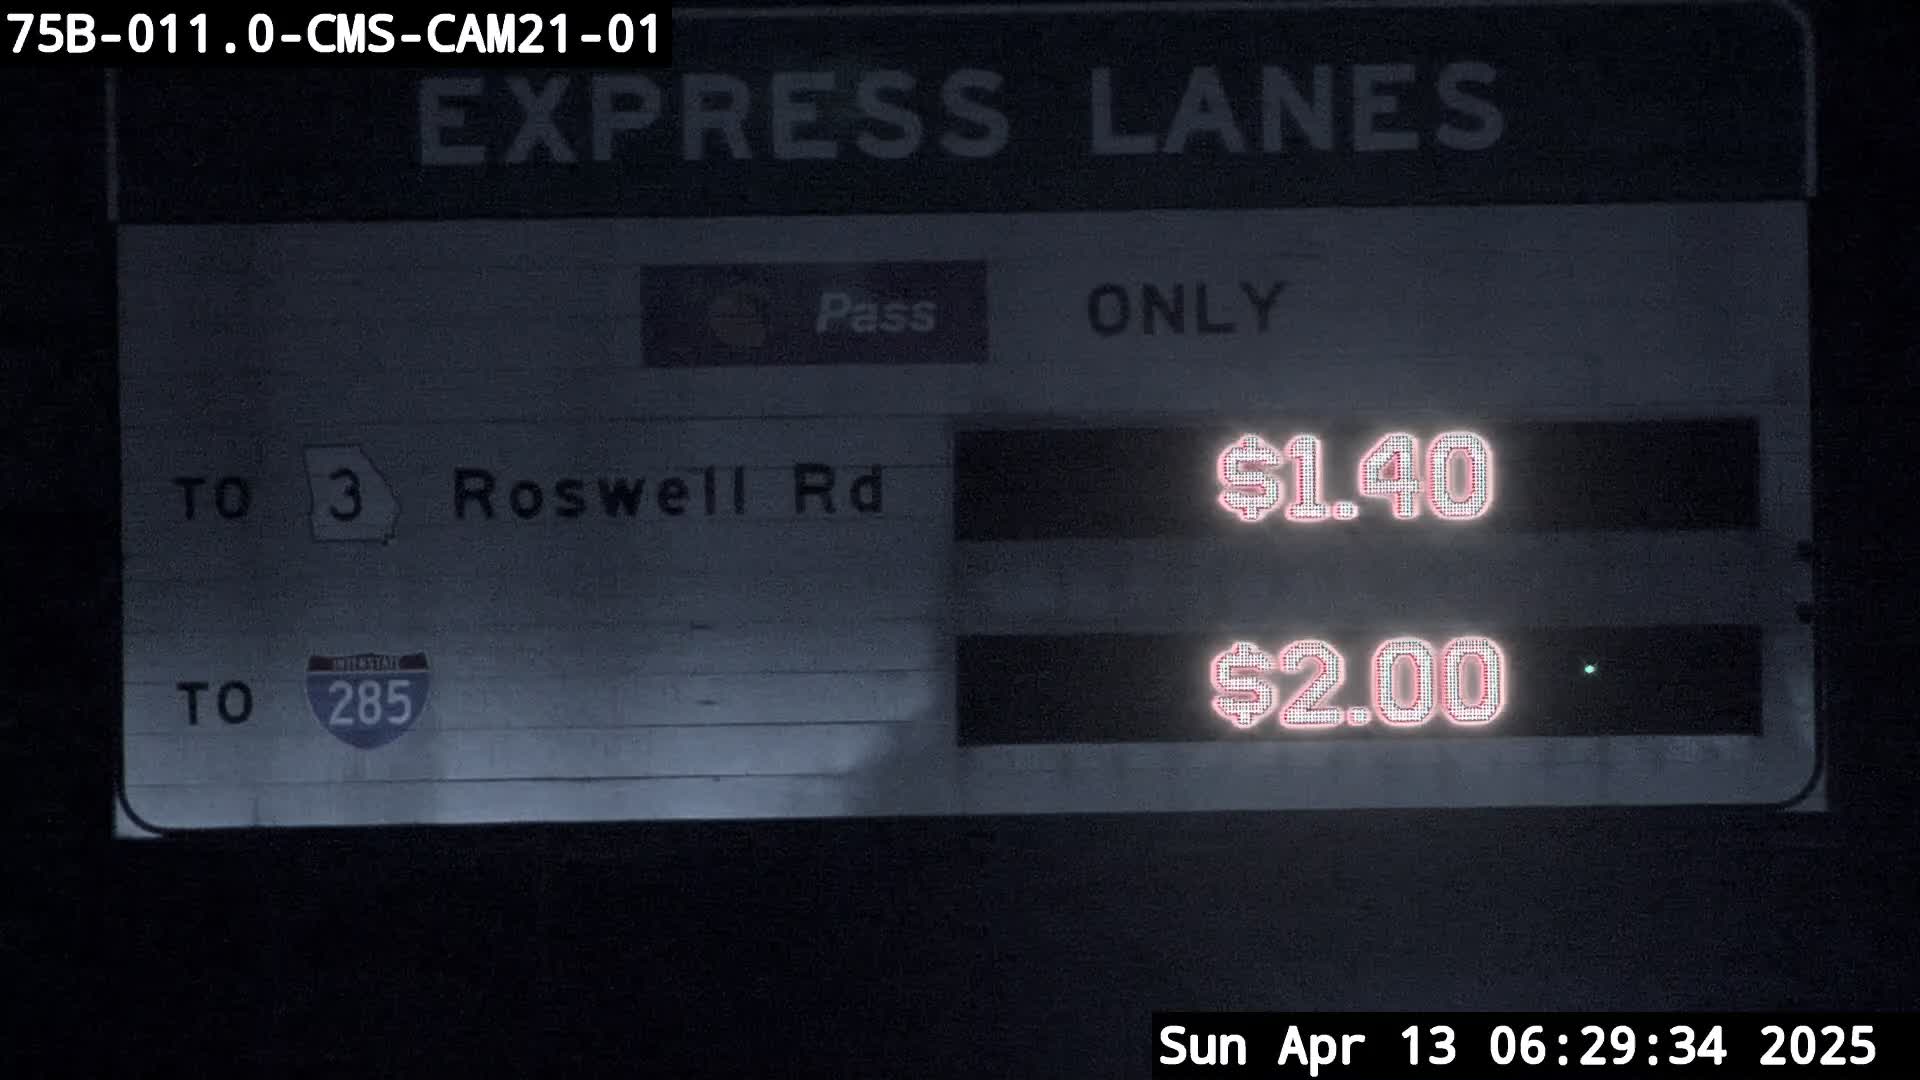 75B-011.0-CMS-CAM21-01
EXPRESS LANES
Pass ONLY
TO 3 Roswell Rd $1.40
INTERSTATE
TO 285 $2.00
Sun Apr 13 06:29:34 2025